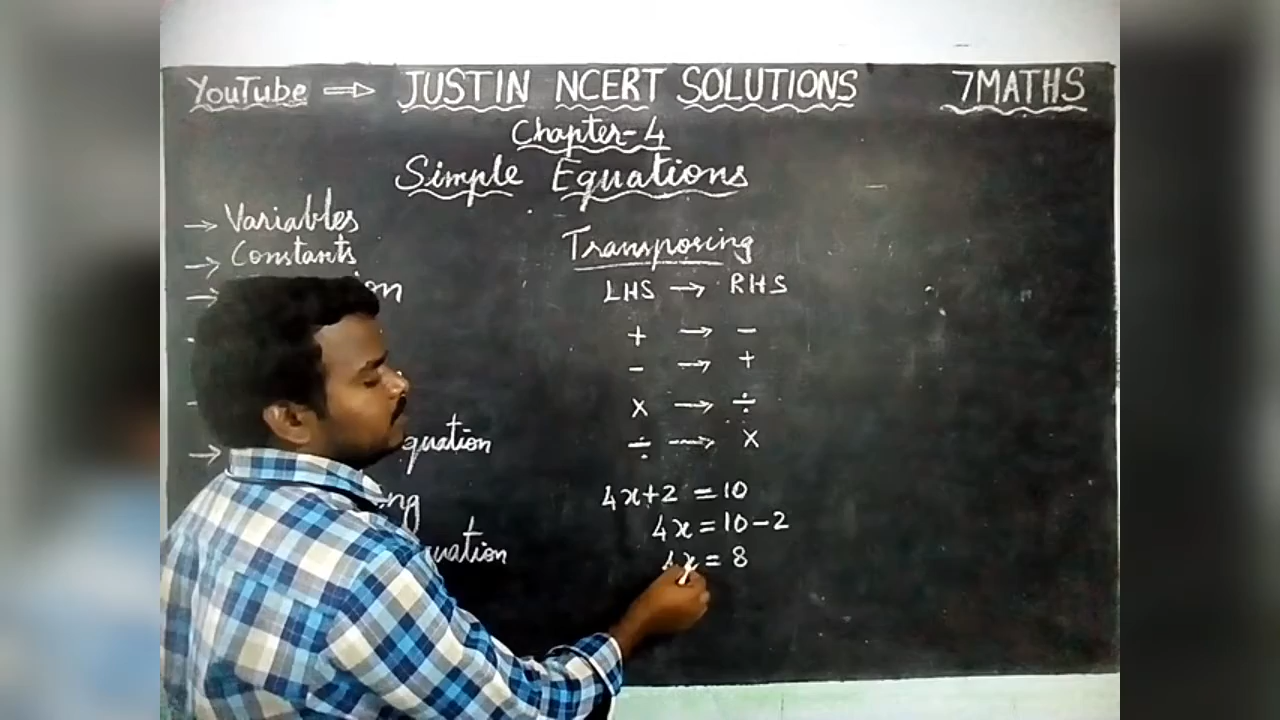 YouTube ⇒ JUSTIN NCERT SOLUTIONS 7MATHS
Chapter-4
Simple Equations
→ Variables
→ Constants
→
→
Transposing
LHS → RHS
+ → -
- → +
× → ÷
÷ → ×
4x+2 = 10
4x = 10-2
4x = 8